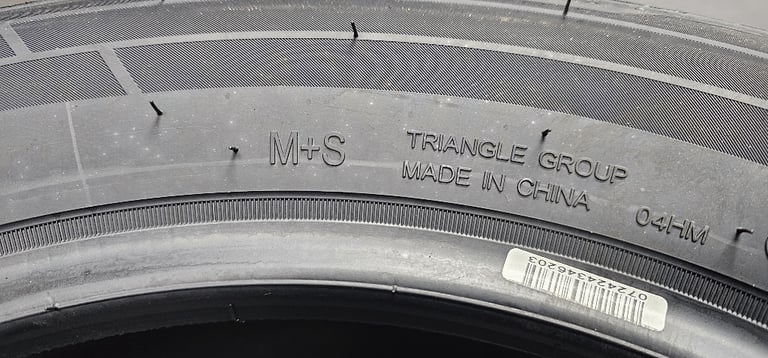 M+S
TRIANGLE GROUP
MADE IN CHINA
04HM